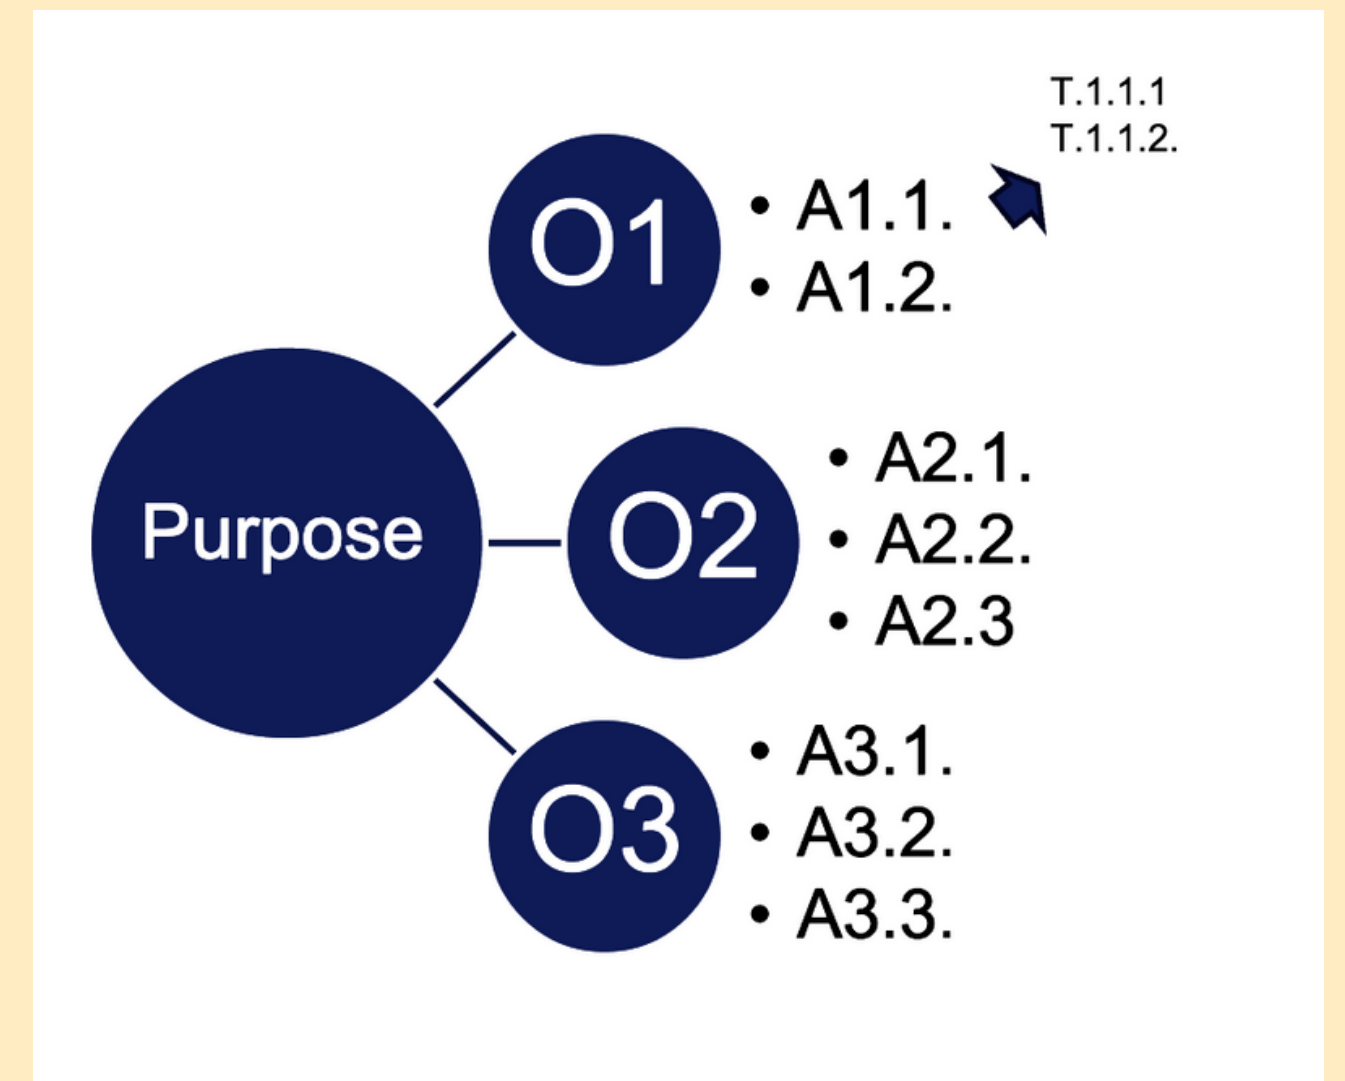 T.1.1.1
T.1.1.2.
O1
• A1.1.
• A1.2.
Purpose
O2
• A2.1.
• A2.2.
• A2.3
O3
• A3.1.
• A3.2.
• A3.3.